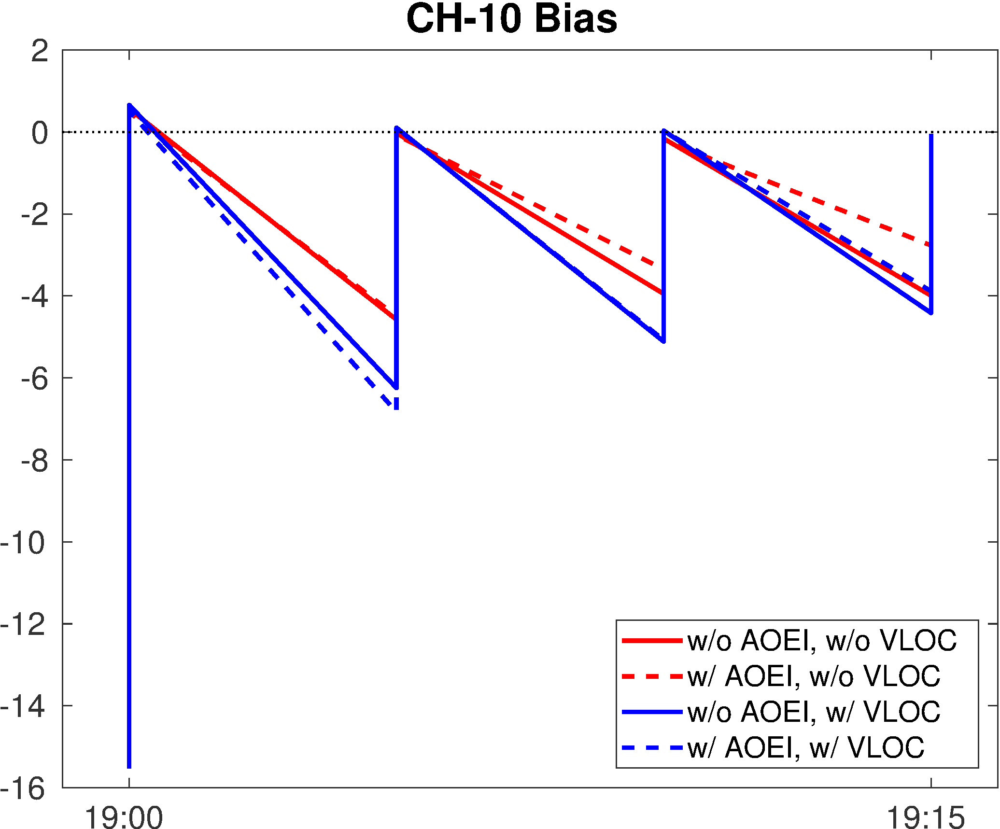 CH-10 Bias
2
0
-2
-4
-6
-8
-10
-12
-14
-16
19:00
19:15
w/o AOEI, w/o VLOC
w/ AOEI, w/o VLOC
w/o AOEI, w/ VLOC
w/ AOEI, w/ VLOC